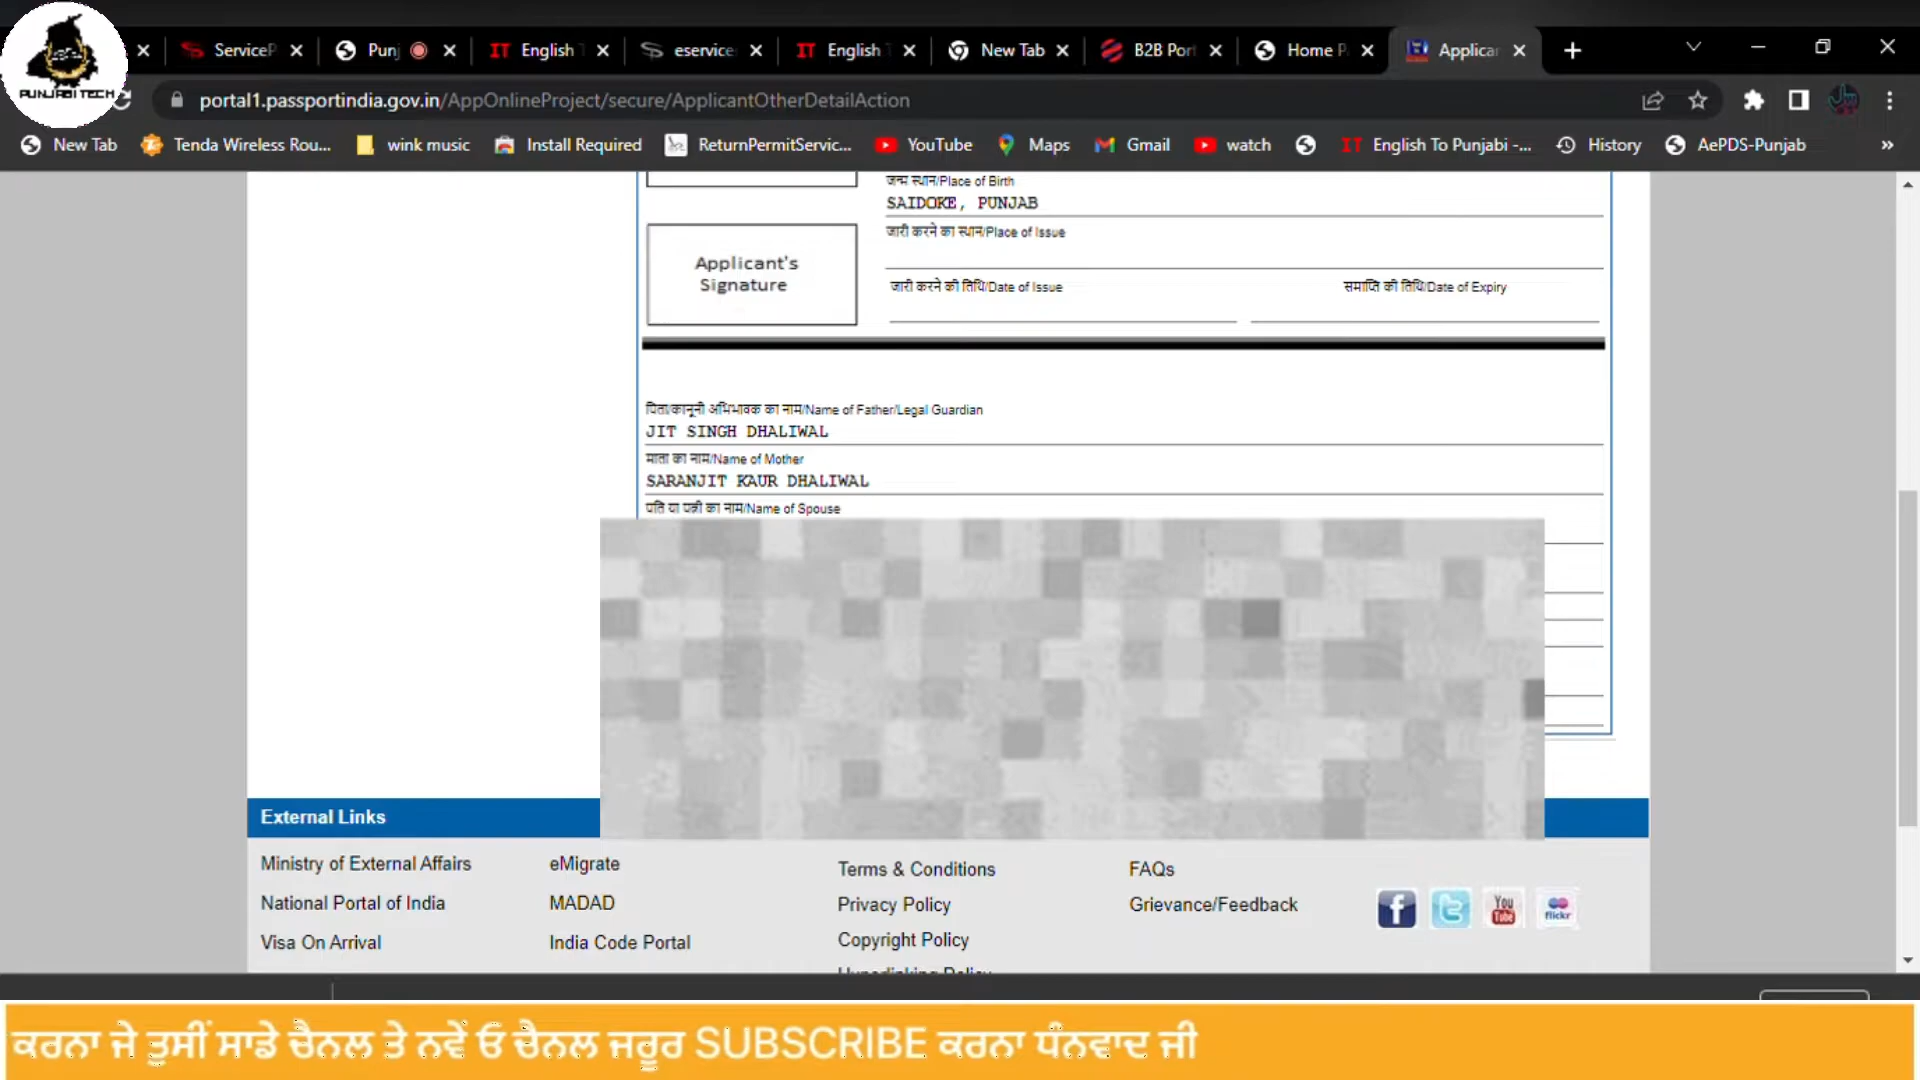 ServiceP
Punj
English T
eservice
English T
New Tab
B2B Port
Home P
Applican
PUNJABI TECH
portal1.passportindia.gov.in/AppOnlineProject/secure/ApplicantOtherDetailAction
New Tab
Tenda Wireless Rou...
wink music
Install Required
ReturnPermitServic...
YouTube
Maps
Gmail
watch
English To Punjabi -...
History
AePDS-Punjab
»
जन्म स्थान/Place of Birth
SAIDOKE, PUNJAB
जारी करने का स्थान/Place of Issue
Applicant's
Signature
जारी करने की तिथि/Date of Issue
समाप्ति की तिथि/Date of Expiry
पिता/कानूनी अभिभावक का नाम/Name of Father/Legal Guardian
JIT SINGH DHALIWAL
माता का नाम/Name of Mother
SARANJIT KAUR DHALIWAL
पति या पत्नी का नाम/Name of Spouse
External Links
Ministry of External Affairs
eMigrate
Terms & Conditions
FAQs
National Portal of India
MADAD
Privacy Policy
Grievance/Feedback
You
Tube
flickr
Visa On Arrival
India Code Portal
Copyright Policy
Hyperlinking Policy
ਕਰਨਾ ਜੇ ਤੁਸੀਂ ਸਾਡੇ ਚੈਨਲ ਤੇ ਨਵੇਂ ਓ ਚੈਨਲ ਜਰੂਰ SUBSCRIBE ਕਰਨਾ ਧੰਨਵਾਦ ਜੀ